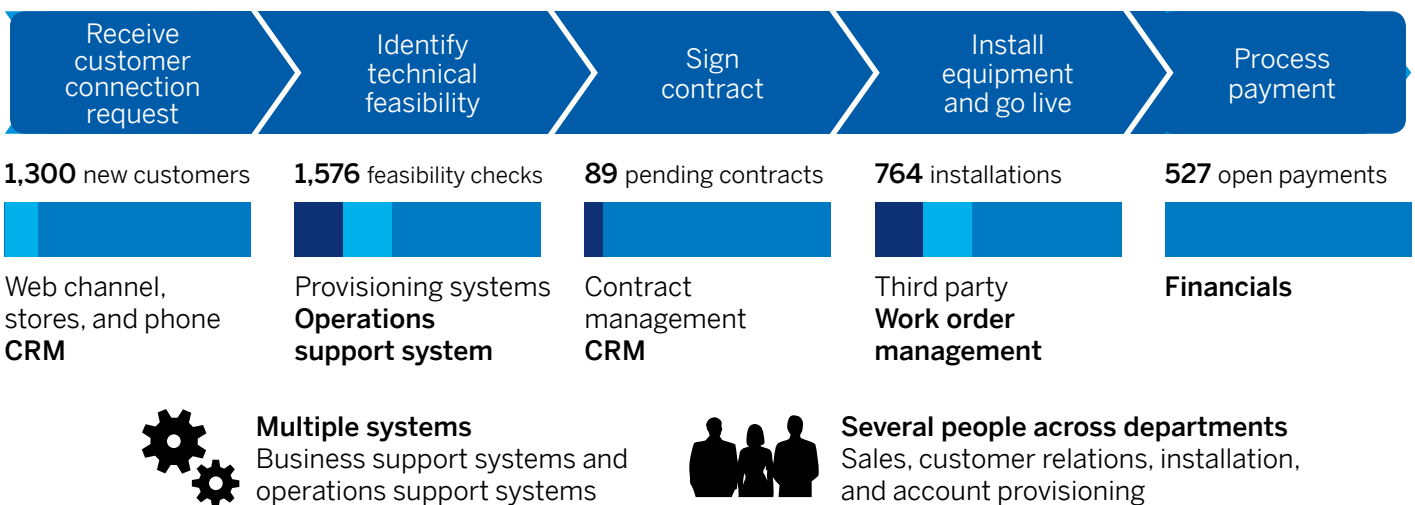 Receive
customer
connection
request
Identify
technical
feasibility
Sign
contract
Install
equipment
and go live
Process
payment
1,300 new customers
1,576 feasibility checks
89 pending contracts
764 installations
527 open payments
Web channel,
stores, and phone
CRM
Provisioning systems
Operations
support system
Contract
management
CRM
Third party
Work order
management
Financials
Multiple systems
Business support systems and
operations support systems
Several people across departments
Sales, customer relations, installation,
and account provisioning